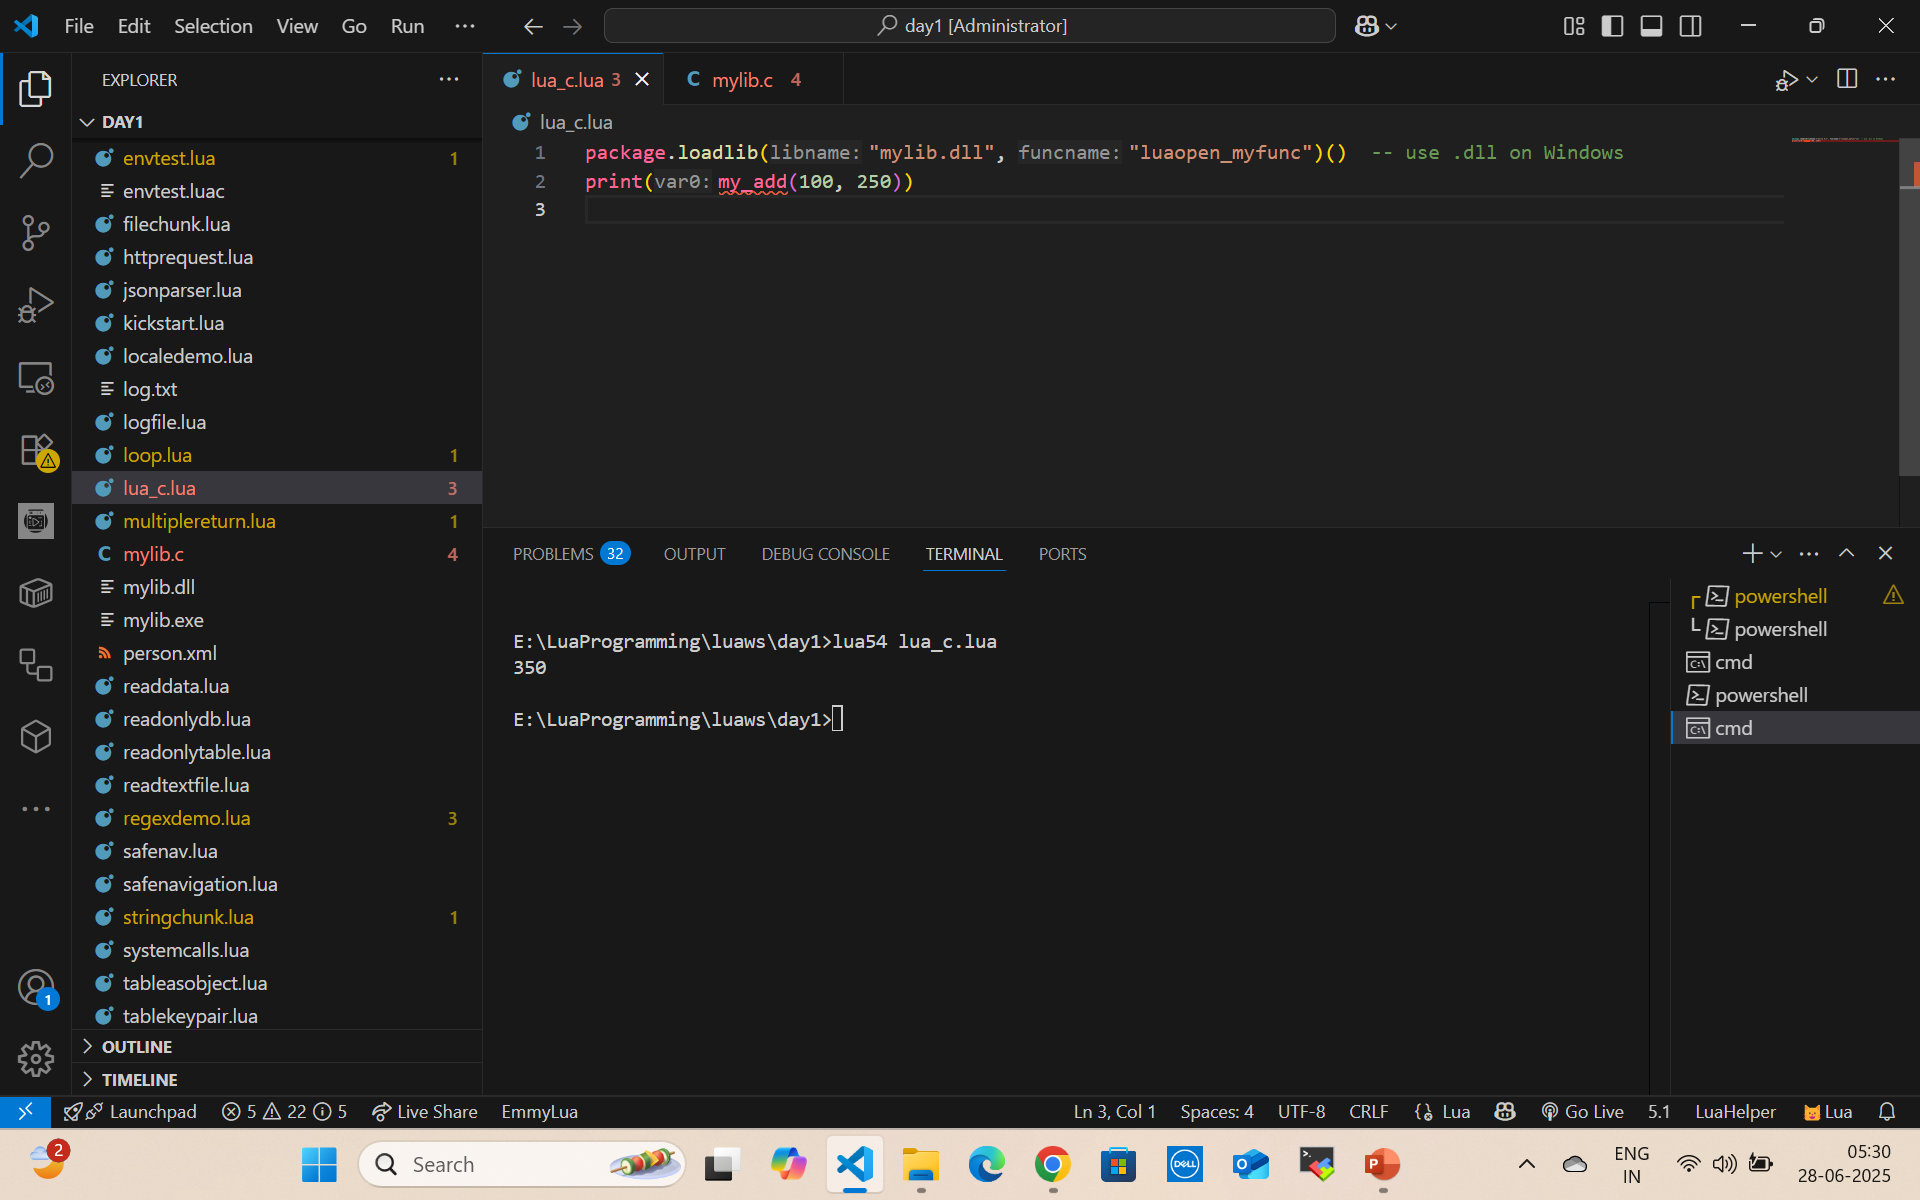 File Edit Selection View Go Run ...
day1 [Administrator]
EXPLORER
DAY1
envtest.lua 1
envtest.luac
filechunk.lua
httprequest.lua
jsonparser.lua
kickstart.lua
localedemo.lua
log.txt
logfile.lua
loop.lua 1
lua_c.lua 3
multiplereturn.lua 1
C mylib.c 4
mylib.dll
mylib.exe
person.xml
readdata.lua
readonlydb.lua
readonlytable.lua
readtextfile.lua
regexdemo.lua 3
safenav.lua
safenavigation.lua
stringchunk.lua 1
systemcalls.lua
tableasobject.lua
tablekeypair.lua
OUTLINE
TIMELINE
1
lua_c.lua 3
C mylib.c 4
lua_c.lua
1 package.loadlib(libname: "mylib.dll", funcname: "luaopen_myfunc")() -- use .dll on Windows
2 print(var0: my_add(100, 250))
3
PROBLEMS 32 OUTPUT DEBUG CONSOLE TERMINAL PORTS
E:\LuaProgramming\luaws\day1>lua54 lua_c.lua
350
E:\LuaProgramming\luaws\day1>
powershell
powershell
cmd
powershell
cmd
Launchpad 5 22 5 Live Share EmmyLua
Ln 3, Col 1 Spaces: 4 UTF-8 CRLF Lua Go Live 5.1 LuaHelper Lua
2
Search
DELL
ENG
IN
05:30
28-06-2025